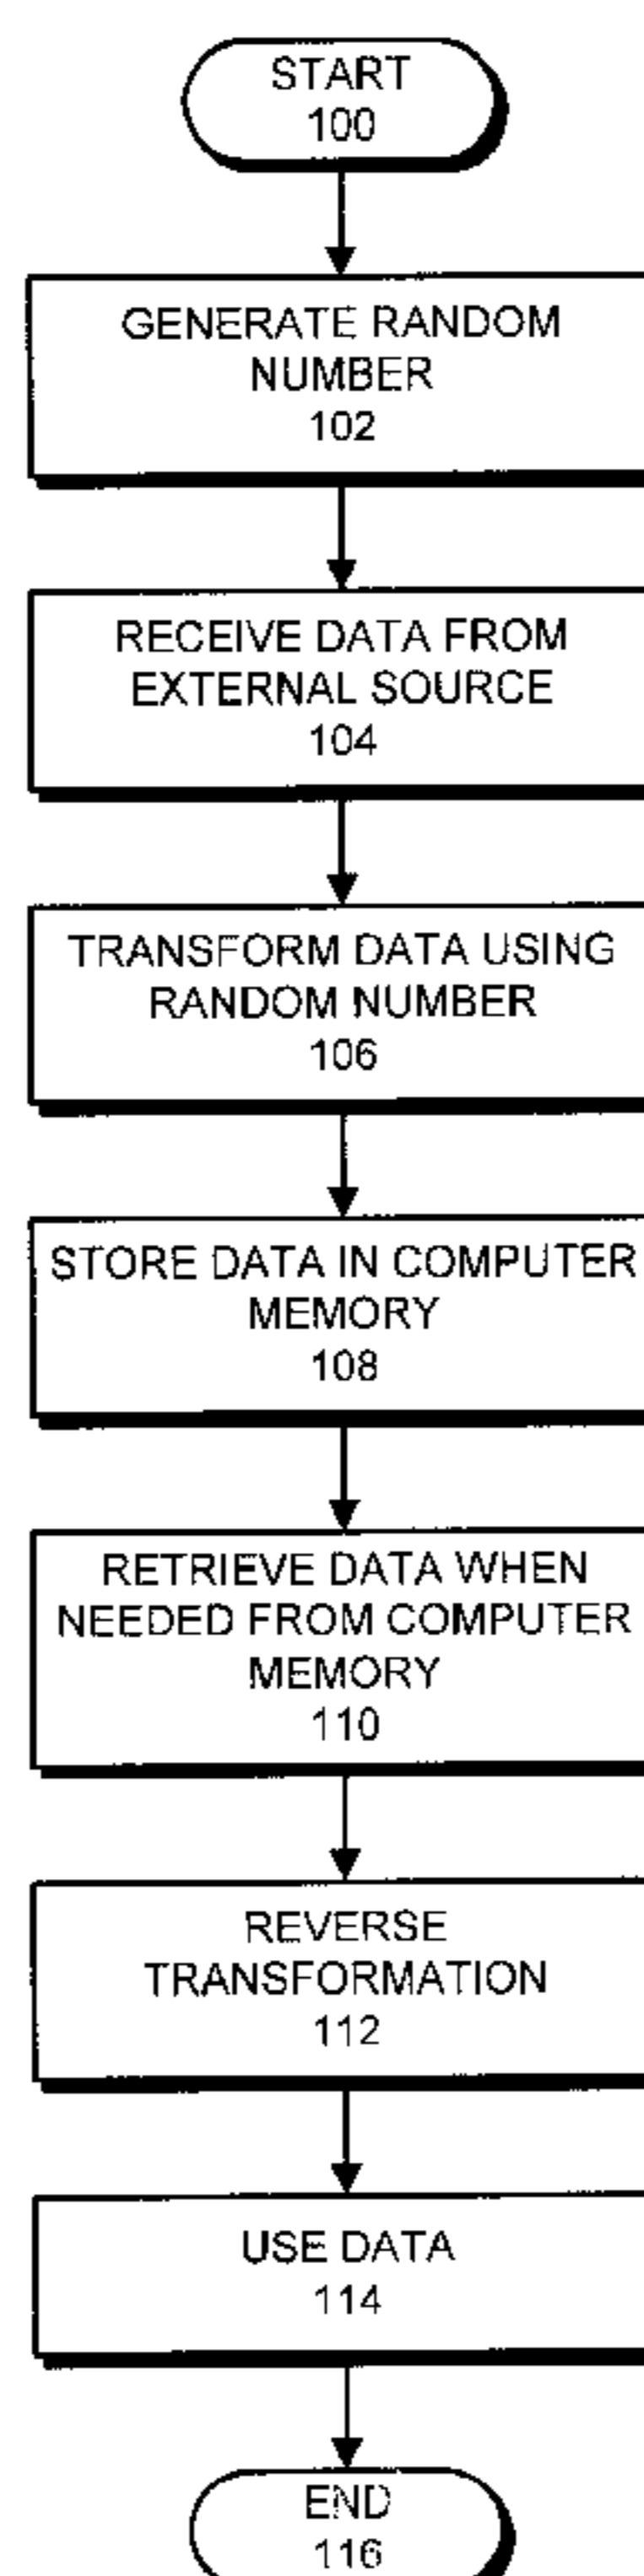 START
100
GENERATE RANDOM
NUMBER
102
RECEIVE DATA FROM
EXTERNAL SOURCE
104
TRANSFORM DATA USING
RANDOM NUMBER
106
STORE DATA IN COMPUTER
MEMORY
108
RETRIEVE DATA WHEN
NEEDED FROM COMPUTER
MEMORY
110
REVERSE
TRANSFORMATION
112
USE DATA
114
END
116